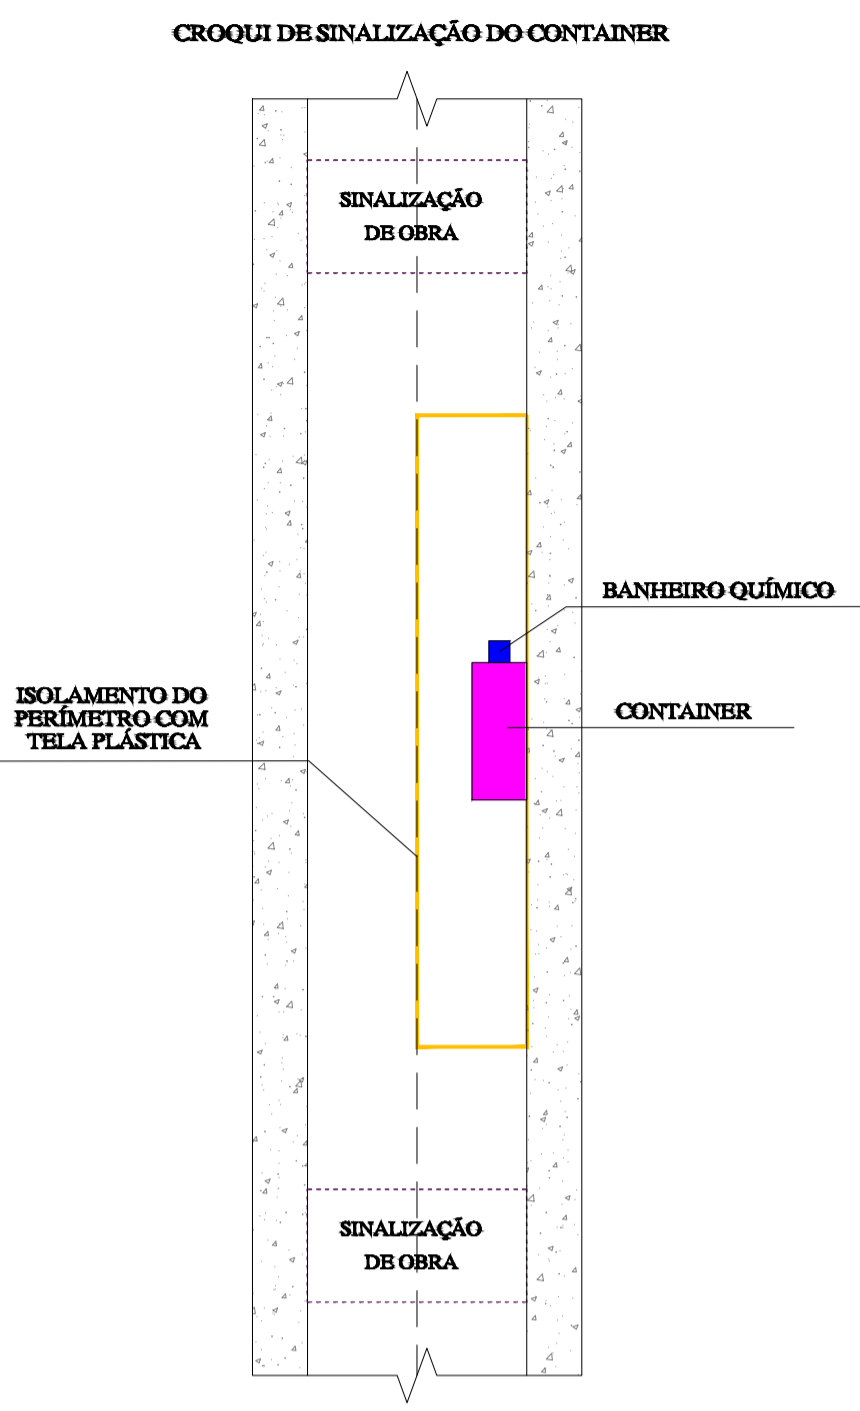 CROQUI DE SINALIZAÇÃO DO CONTAINER
SINALIZAÇÃO
DE OBRA
BANHEIRO QUÍMICO
ISOLAMENTO DO
PERÍMETRO COM
TELA PLÁSTICA
CONTAINER
SINALIZAÇÃO
DE OBRA